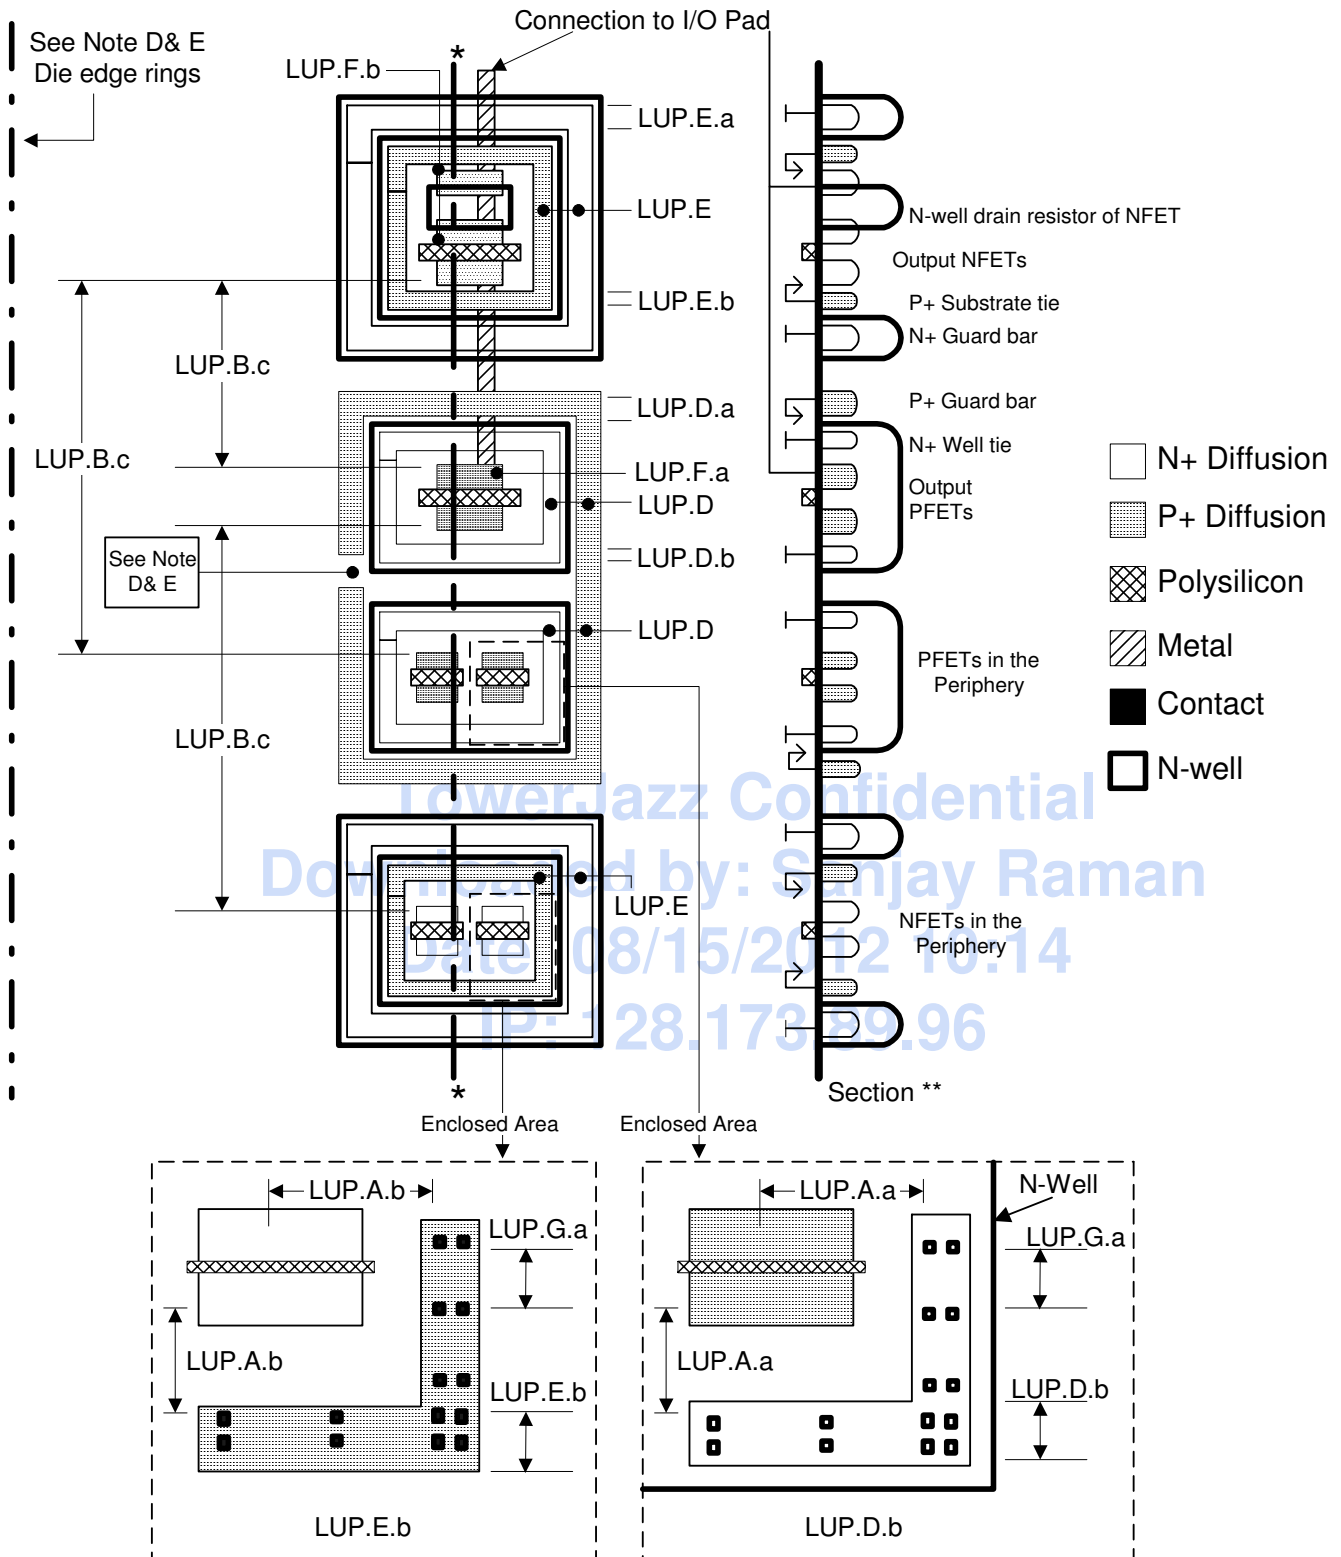 Connection to I/O Pad
See Note D& E
Die edge rings
*
LUP.F.b
LUP.E.a
LUP.E
N-well drain resistor of NFET
Output NFETs
LUP.E.b
P+ Substrate tie
N+ Guard bar
LUP.B.c
LUP.D.a
P+ Guard bar
N+ Well tie
LUP.B.c
LUP.F.a
LUP.D
Output
PFETs
N+ Diffusion
P+ Diffusion
See Note
D& E
LUP.D.b
Polysilicon
LUP.D
Metal
PFETs in the
Periphery
Contact
LUP.B.c
N-well
TowerJazz Confidential
Downloaded by: Sanjay Raman
LUP.E
NFETs in the
Periphery
Date: 08/15/2012 10:14
IP: 128.173.89.96
*
Section **
Enclosed Area
Enclosed Area
LUP.A.b
LUP.G.a
LUP.A.b
LUP.E.b
LUP.E.b
LUP.A.a
N-Well
LUP.G.a
LUP.A.a
LUP.D.b
LUP.D.b